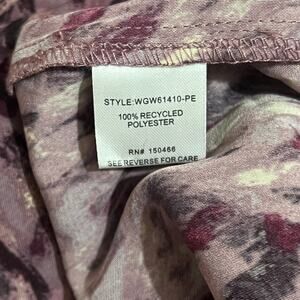 STYLE:WGW61410-PE
100% RECYCLED
POLYESTER
RN# 150466
SEE REVERSE FOR CARE